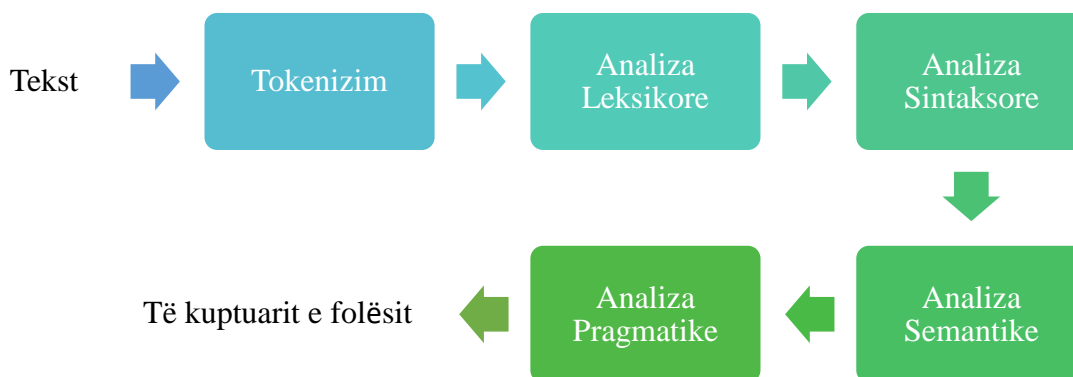 Tekst
Tokenizim
Analiza
Leksikore
Analiza
Sintaksore
Analiza
Semantike
Analiza
Pragmatike
Të kuptuarit e folësit